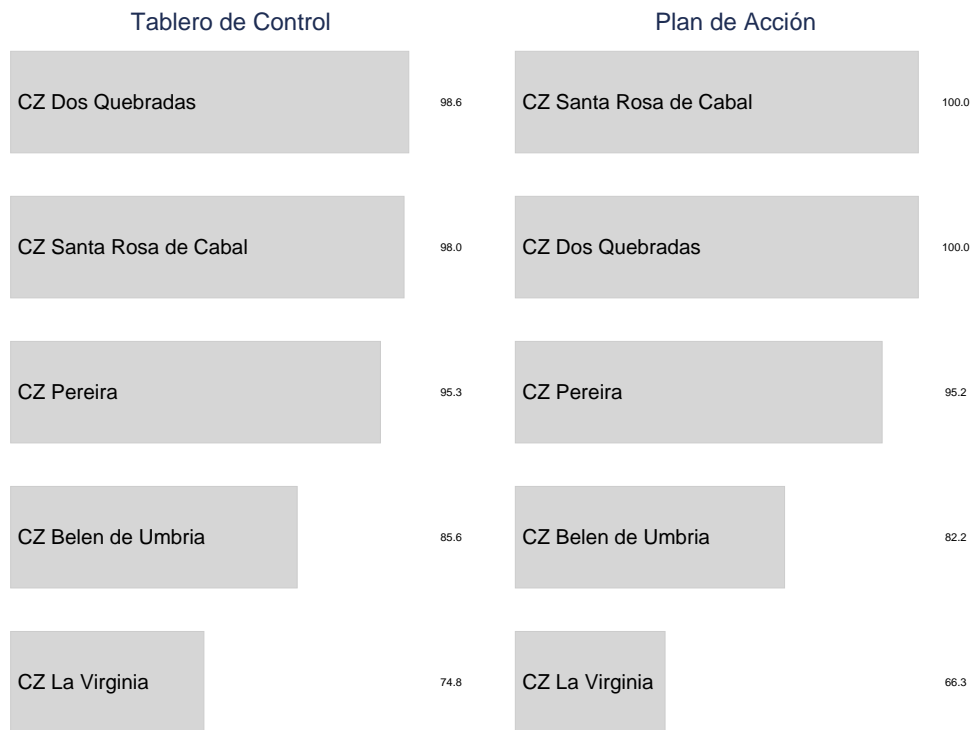 Tablero de Control
CZ Dos Quebradas 98.6
CZ Santa Rosa de Cabal 98.0
CZ Pereira 95.3
CZ Belen de Umbria 85.6
CZ La Virginia 74.8
Plan de Acción
CZ Santa Rosa de Cabal 100.0
CZ Dos Quebradas 100.0
CZ Pereira 95.2
CZ Belen de Umbria 82.2
CZ La Virginia 66.3